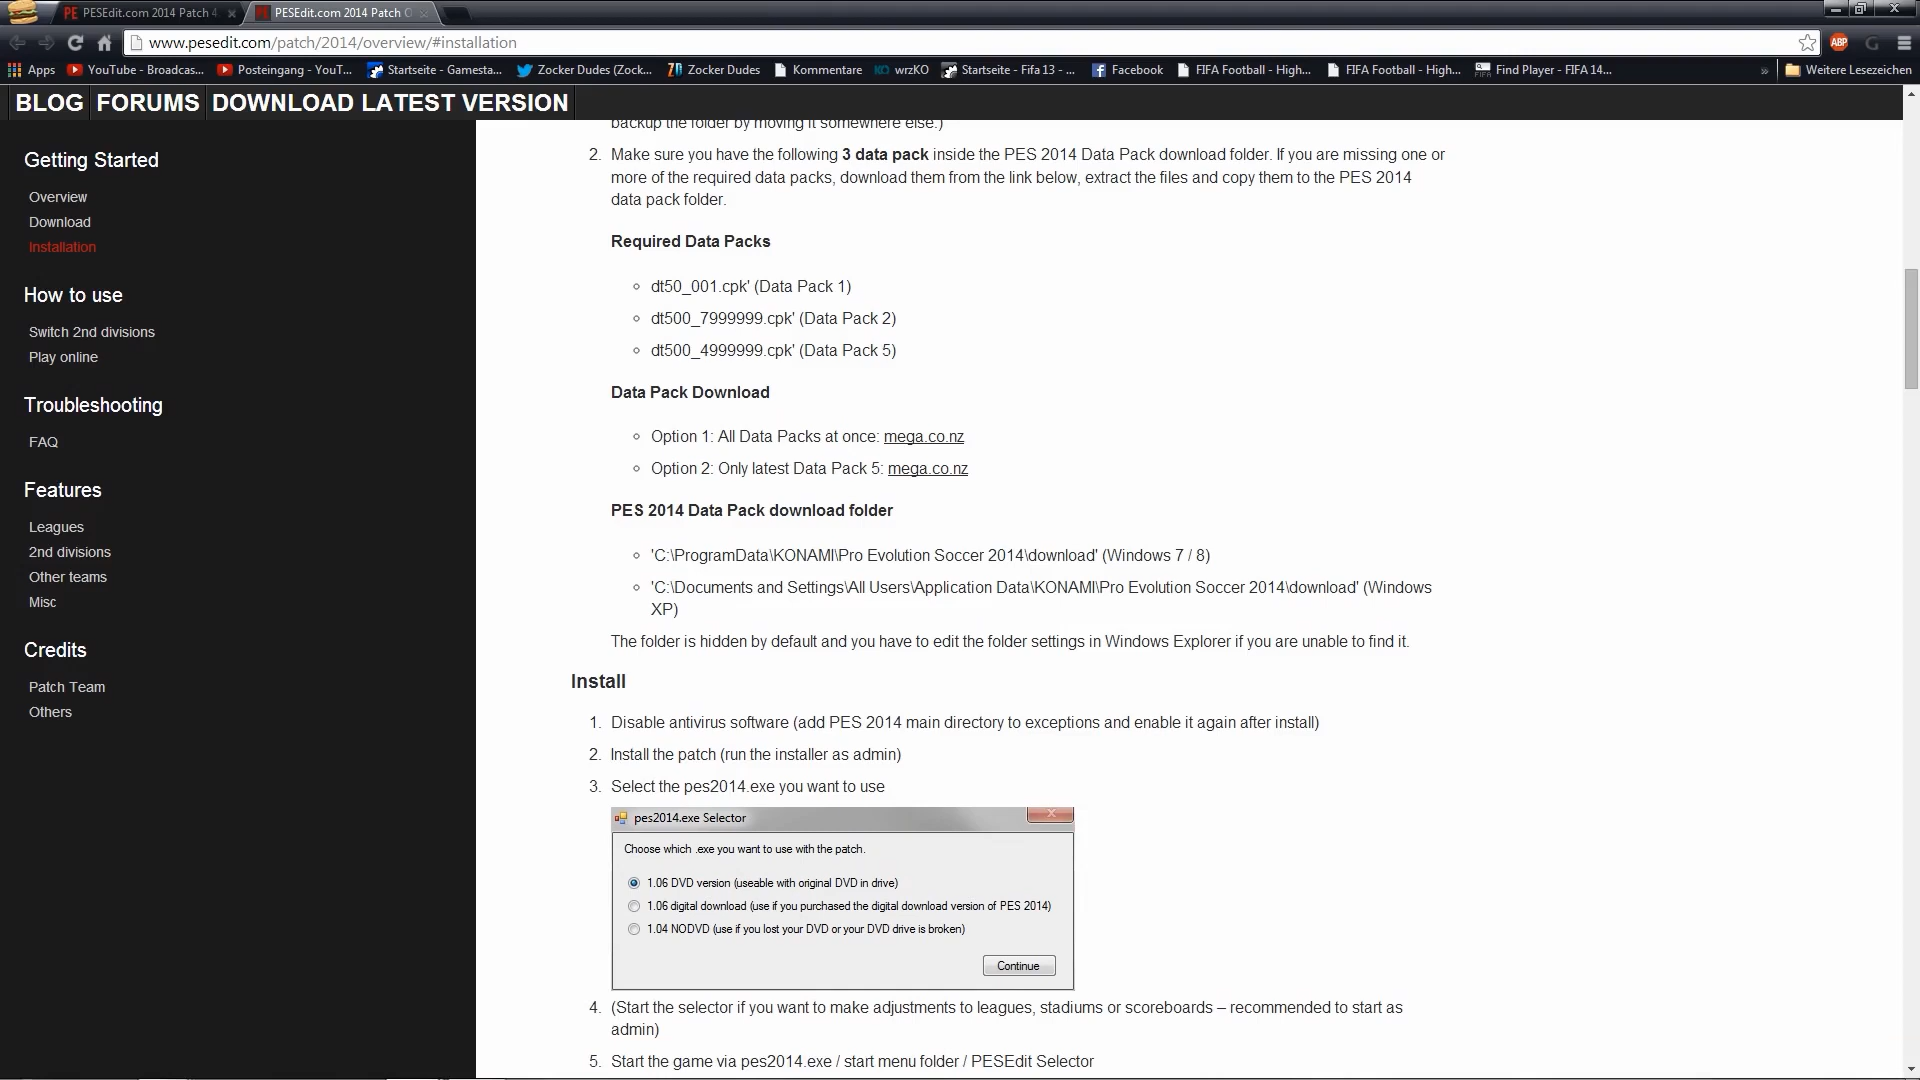 PESEdit.com 2014 Patch 4
PESEdit.com 2014 Patch O
www.pesedit.com/patch/2014/overview/#installation
ABP
Apps
YouTube - Broadcas...
Posteingang - YouT...
Startseite - Gamesta...
Zocker Dudes (Zock...
Zocker Dudes
Kommentare
wrzKO
Startseite - Fifa 13 - ...
Facebook
FIFA Football - High...
FIFA Football - High...
Find Player - FIFA 14...
»
Weitere Lesezeichen
BLOG
FORUMS
DOWNLOAD LATEST VERSION
Getting Started
Overview
Download
Installation
How to use
Switch 2nd divisions
Play online
Troubleshooting
FAQ
Features
Leagues
2nd divisions
Other teams
Misc
Credits
Patch Team
Others
backup the folder by moving it somewhere else.)
2. Make sure you have the following 3 data pack inside the PES 2014 Data Pack download folder. If you are missing one or
more of the required data packs, download them from the link below, extract the files and copy them to the PES 2014
data pack folder.
Required Data Packs
dt50_001.cpk' (Data Pack 1)
dt500_7999999.cpk' (Data Pack 2)
dt500_4999999.cpk' (Data Pack 5)
Data Pack Download
Option 1: All Data Packs at once: mega.co.nz
Option 2: Only latest Data Pack 5: mega.co.nz
PES 2014 Data Pack download folder
'C:\ProgramData\KONAMI\Pro Evolution Soccer 2014\download' (Windows 7 / 8)
'C:\Documents and Settings\All Users\Application Data\KONAMI\Pro Evolution Soccer 2014\download' (Windows
XP)
The folder is hidden by default and you have to edit the folder settings in Windows Explorer if you are unable to find it.
Install
1. Disable antivirus software (add PES 2014 main directory to exceptions and enable it again after install)
2. Install the patch (run the installer as admin)
3. Select the pes2014.exe you want to use
pes2014.exe Selector
Choose which .exe you want to use with the patch.
1.06 DVD version (useable with original DVD in drive)
1.06 digital download (use if you purchased the digital download version of PES 2014)
1.04 NODVD (use if you lost your DVD or your DVD drive is broken)
Continue
4. (Start the selector if you want to make adjustments to leagues, stadiums or scoreboards – recommended to start as
admin)
5. Start the game via pes2014.exe / start menu folder / PESEdit Selector